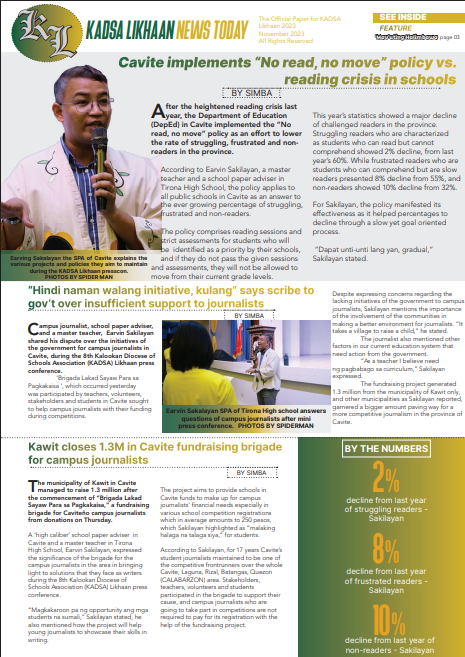 KL
KADSA LIKHAAN NEWS TODAY
The Official Paper for KADSA
Likhaan
November 2023
All Rights Reserved
SEE INSIDE
FEATURE
page 03
Cavite implements “No read, no move” policy vs.
reading crisis in schools
BY SIMBA
After the heightened reading crisis last
year, the Department of Education
(DepEd) in Cavite implemented the “No
read, no move” policy as an effort to lower
the rate of struggling, frustrated and non-
readers in the province.
According to Earvin Sakilayan, a master
teacher and a school paper adviser in
Tirona High School, the policy applies to
all public schools in Cavite as an answer to
the ever growing percentage of struggling,
frustrated and non-readers.
The policy comprises reading sessions and
strict assessments for students who will
be identified as a priority by their schools,
and if they do not pass the given sessions
and assessments, they will not be allowed to
move from their current grade levels.
This year’s statistics showed a major decline
of challenged readers in the province.
Struggling readers who are characterized
as students who can read but cannot
comprehend showed 2% decline, from last
year’s 60%. While frustrated readers who are
students who can comprehend but are slow
readers presented 8% decline from 55%, and
non-readers showed 10% decline from 32%.
For Sakilayan, the policy manifested its
effectiveness as it helped percentages to
decline through a slow yet goal oriented
process.
“Dapat unti-unti lang yan, gradual,”
Sakilayan stated.
Earving Sakalayan the SPA of Cavite explains the
various projects and policies they aim to maintain
during the KADSA Likhaan presscon.
PHOTOS BY SPIDERMAN
“Hindi naman walang initiative, kulang” says scribe to
gov’t over insufficient support to journalists
BY SIMBA
Campus journalist, school paper adviser,
and a master teacher, Earvin Sakilayan
shared his dispute over the initiatives of
the government for campus journalists in
Cavite, during the 8th Kalookan Diocese of
Schools Association (KADSA) Likhaan press
conference.
‘Brigada Lakad Sayaw Para sa
Pagkakaisa ’, which occurred yesterday
was participated by teachers, volunteers,
stakeholders and students in Cavite sought
to help campus journalists with their funding
during competitions.
Earvin Sakalayan SPA of Tirona High school answers
questions of campus journalists after mini
press conference. PHOTOS BY SPIDERMAN
Despite expressing concerns regarding the
lacking initiatives of the government to campus
journalists, Sakilayan mentions the importance
of the involvement of the communities in
making a better environment for journalists. “It
takes a village to raise a child,” he stated.
The journalist also mentioned other
factors in our current education system that
need action from the government.
“As a teacher I believe need
ng pagbabago sa curriculum,” Sakilayan
expressed.
The fundraising project generated
1.3 million from the municipality of Kawit only,
and other municipalities as Sakilayan reported,
garnered a bigger amount paving way for a
more competitive journalism in the province of
Cavite.
Kawit closes 1.3M in Cavite fundraising brigade
for campus journalists
BY SIMBA
The municipality of Kawit in Cavite
managed to raise 1.3 million after
the commencement of “Brigada Lakad
Sayaw Para sa Pagkakaisa,” a fundraising
brigade for Caviteño campus journalists
from donations on Thursday.
A ‘high caliber’ school paper adviser in
Cavite and a master teacher in Tirona
High School, Earvin Sakilayan, expressed
the significance of the brigade for the
campus journalists in the area in bringing
light to solutions that they face as writers
during the 8th Kalookan Diocese of
Schools Association (KADSA) Likhaan press
conference.
“Magkakaroon pa ng opportunity ang mga
students na sumali,” Sakilayan stated, he
also mentioned how the project will help
young journalists to showcase their skills in
writing.
The project aims to provide schools in
Cavite funds to make up for campus
journalists’ financial needs especially in
various school competition registrations
which in average amounts to 250 pesos,
which Sakilayan highlighted as “malaking
halaga na talaga siya,” for students.
According to Sakilayan, for 17 years Cavite’s
student journalists maintained to be one of
the competitive frontrunners over the whole
Cavite, Laguna, Rizal, Batangas, Quezon
(CALABARZON) area. Stakeholders,
teachers, volunteers and students
participated in the brigade to support their
cause, and campus journalists who are
going to take part in competitions are not
required to pay for its registration with the
help of the fundraising project.
BY THE NUMBERS
2%
decline from last year
of struggling readers -
Sakilayan
8%
decline from last year
of frustrated readers -
Sakilayan
10%
decline from last year of
non-readers - Sakilayan